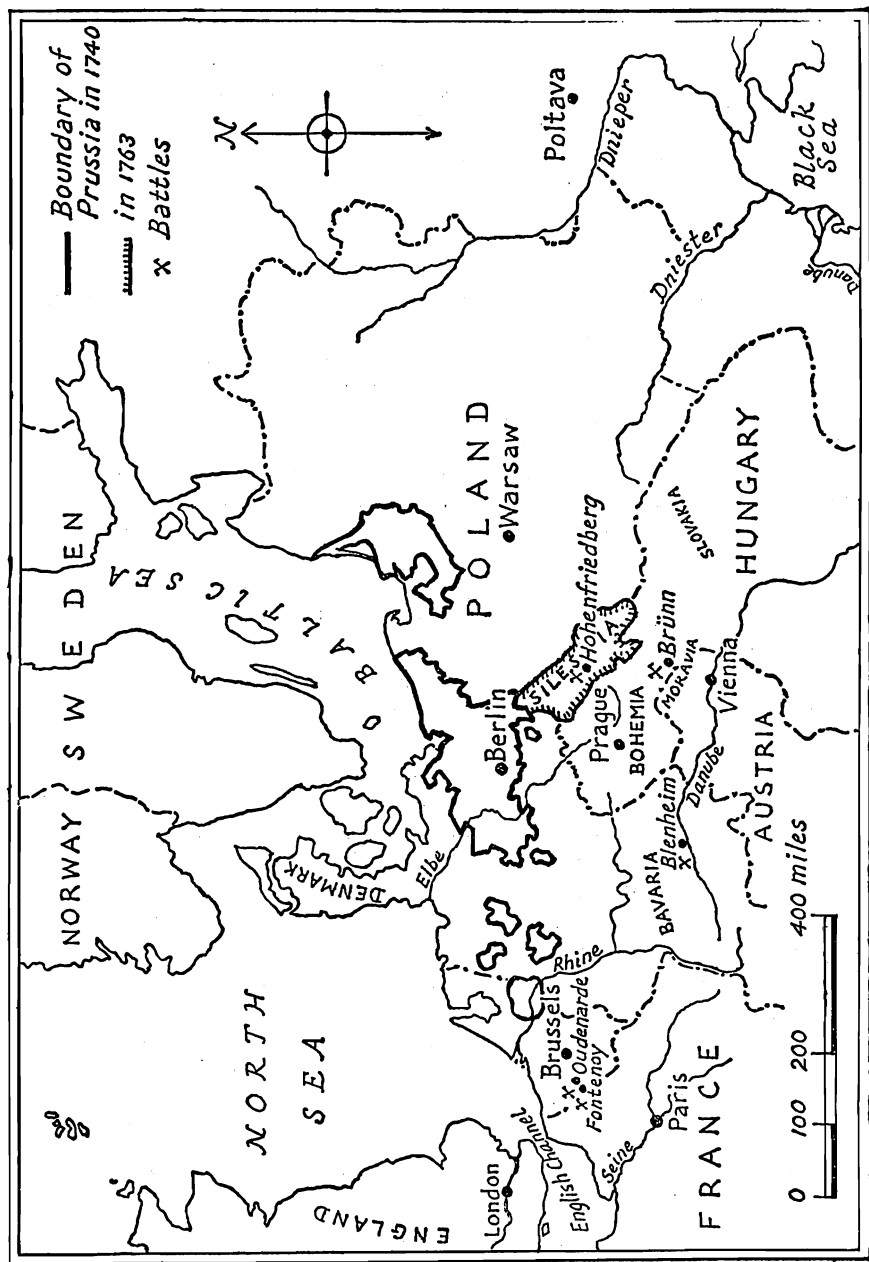 Boundary of
Prussia in 1740
in 1763
x Battles
N
NORWAY
SWEDEN
BALTIC SEA
NORTH
SEA
DENMARK
ENGLAND
London
English Channel
Elbe
Berlin
POLAND
Warsaw
Poltava
Dnieper
Dniester
Black
Sea
Danube
Brussels
Oudenarde
Fontenoy
Rhine
Seine
Paris
FRANCE
SILESIA
Hohenfriedberg
Prague
BOHEMIA
Brünn
MORAVIA
SLOVAKIA
HUNGARY
Vienna
AUSTRIA
BAVARIA
Blenheim
Danube
0 100 200 400 miles